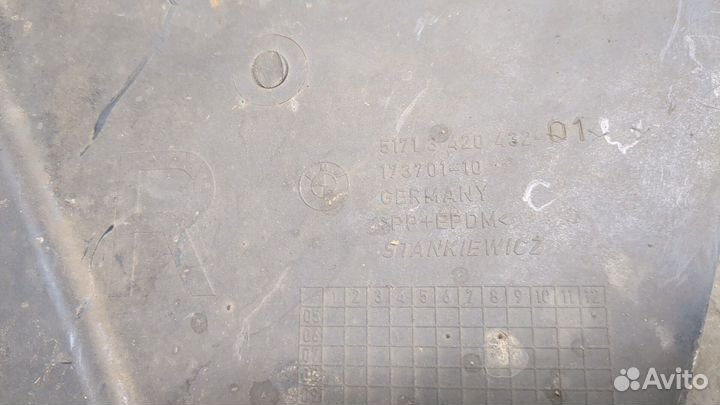 R
5171 3 420 432-01
173701-10
GERMANY
>PP+EPDM<
STANKIEWICZ
C
1 2 3 4 5 6 7 8 9 10 11 12
05
06
07
08
Avito